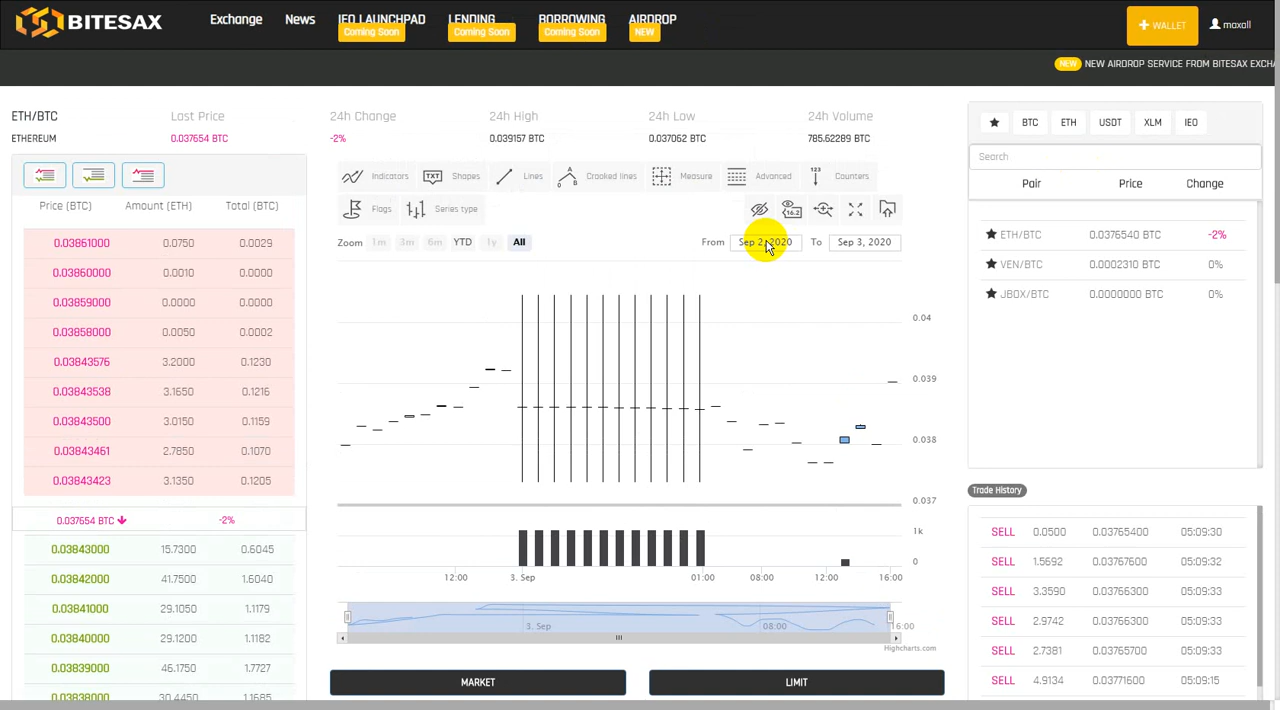 BITESAX
Exchange News IEO LAUNCHPAD LENDING BORROWING AIRDROP
Coming Soon Coming Soon Coming Soon NEW
WALLET maxall
NEW NEW AIRDROP SERVICE FROM BITESAX EXCHA
ETH/BTC Last Price
ETHEREUM 0.037654 BTC
24h Change 24h High 24h Low 24h Volume
-2% 0.039157 BTC 0.037062 BTC 785.62289 BTC
Price (BTC) Amount (ETH) Total (BTC)
0.03861000 0.0750 0.0029
0.03860000 0.0010 0.0000
0.03859000 0.0000 0.0000
0.03858000 0.0050 0.0002
0.03843576 3.2000 0.1230
0.03843538 3.1650 0.1216
0.03843500 3.0150 0.1159
0.03843461 2.7850 0.1070
0.03843423 3.1350 0.1205
0.037654 BTC -2%
0.03843000 15.7300 0.6045
0.03842000 41.7500 1.6040
0.03841000 29.1050 1.1179
0.03840000 29.1200 1.1182
0.03839000 46.1750 1.7727
0.03838000 30.4450 1.1685
Indicators TXT Shapes Lines Crooked lines Measure Advanced 123 Counters
Flags Series type 16.2
Zoom 1m 3m 6m YTD 1y All From Sep 2, 2020 To Sep 3, 2020
0.04
0.039
0.038
0.037
1k
0
12:00 3. Sep 01:00 08:00 12:00 16:00
3. Sep 08:00 16:00
Highcharts.com
MARKET LIMIT
BTC ETH USDT XLM IEO
Search
Pair Price Change
ETH/BTC 0.0376540 BTC -2%
VEN/BTC 0.0002310 BTC 0%
JBOX/BTC 0.0000000 BTC 0%
Trade History
SELL 0.0500 0.03765400 05:09:30
SELL 1.5692 0.03767600 05:09:32
SELL 3.3590 0.03766300 05:09:33
SELL 2.9742 0.03766300 05:09:33
SELL 2.7381 0.03765700 05:09:33
SELL 4.9134 0.03771600 05:09:15